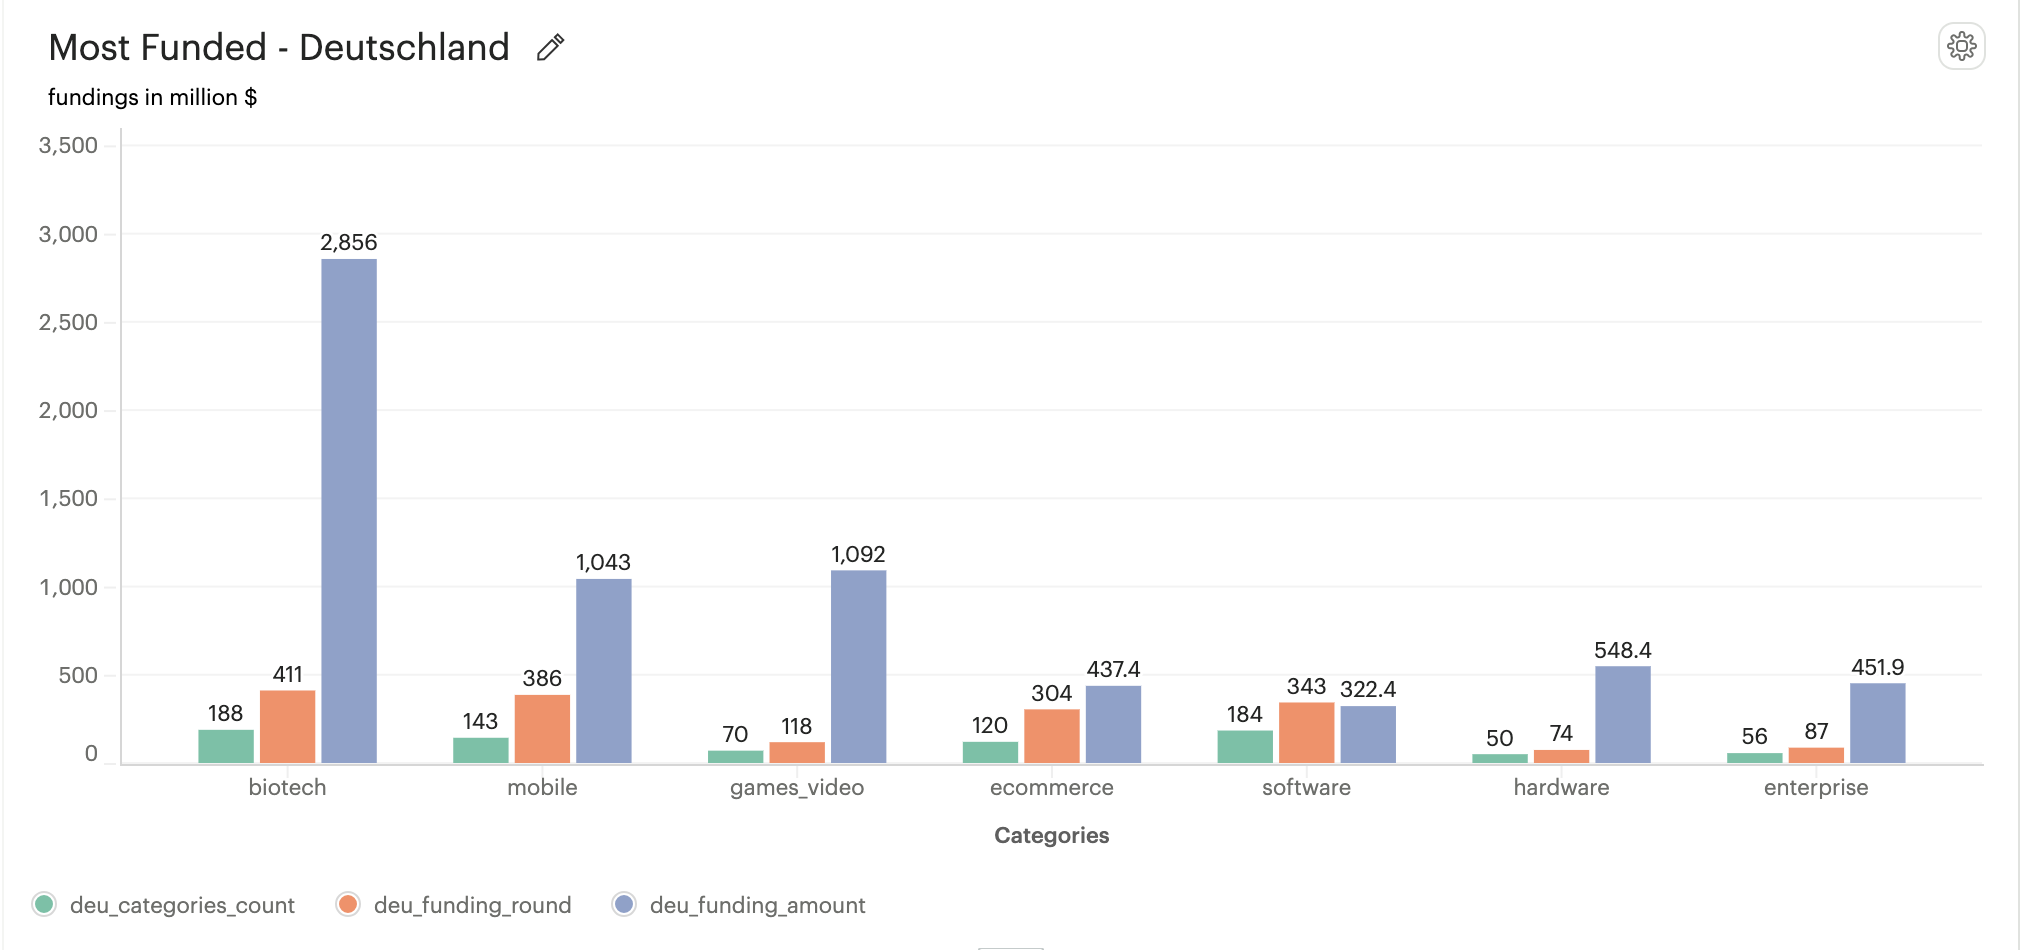 Most Funded - Deutschland
fundings in million $
3,500
3,000
2,500
2,000
1,500
1,000
500
0
188 411 2,856
143 386 1,043
70 118 1,092
120 304 437.4
184 343 322.4
50 74 548.4
56 87 451.9
biotech mobile games_video ecommerce software hardware enterprise
Categories
deu_categories_count deu_funding_round deu_funding_amount